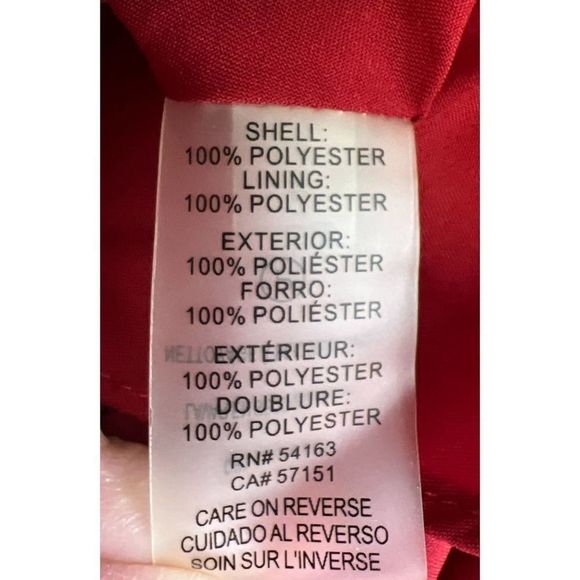 SHELL:
100% POLYESTER
LINING:
100% POLYESTER
EXTERIOR:
100% POLIÉSTER
FORRO:
100% POLIÉSTER
EXTÉRIEUR:
100% POLYESTER
DOUBLURE:
100% POLYESTER
RN# 54163
CA# 57151
CARE ON REVERSE
CUIDADO AL REVERSO
SOIN SUR L'INVERSE